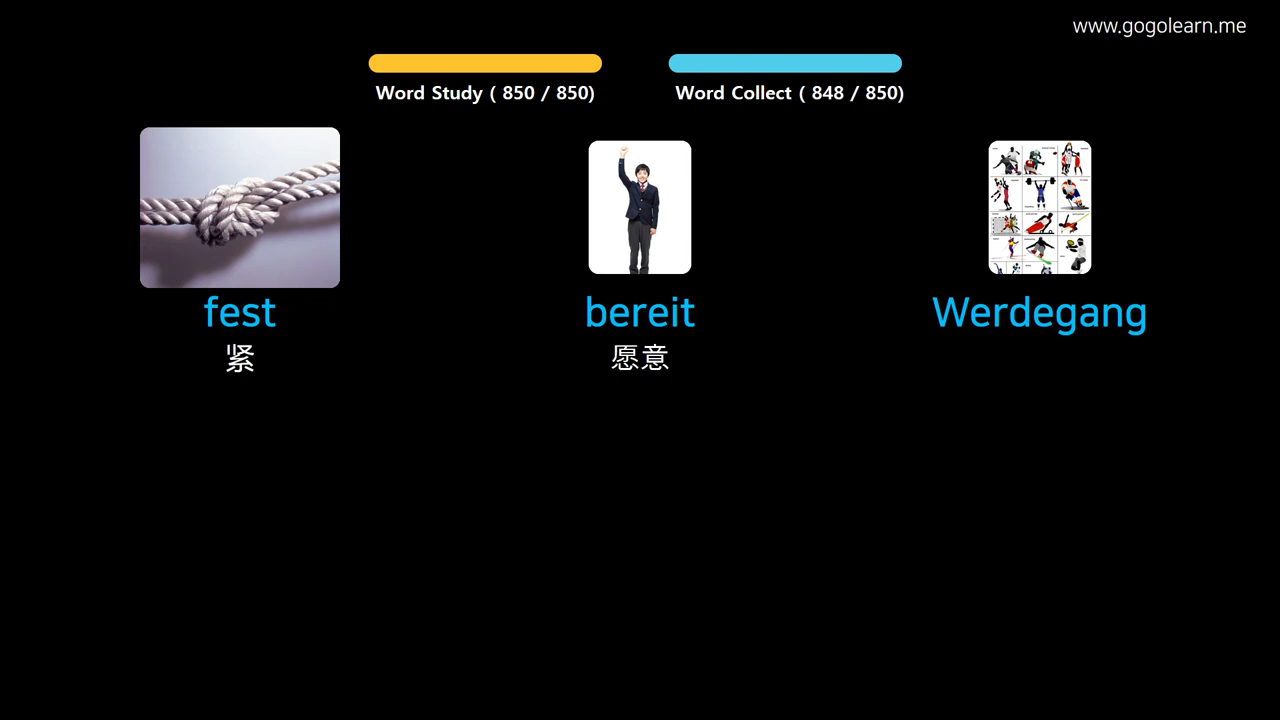 www.gogolearn.me
Word Study ( 850 / 850)
Word Collect ( 848 / 850)
fest
bereit
Werdegang
紧
愿意